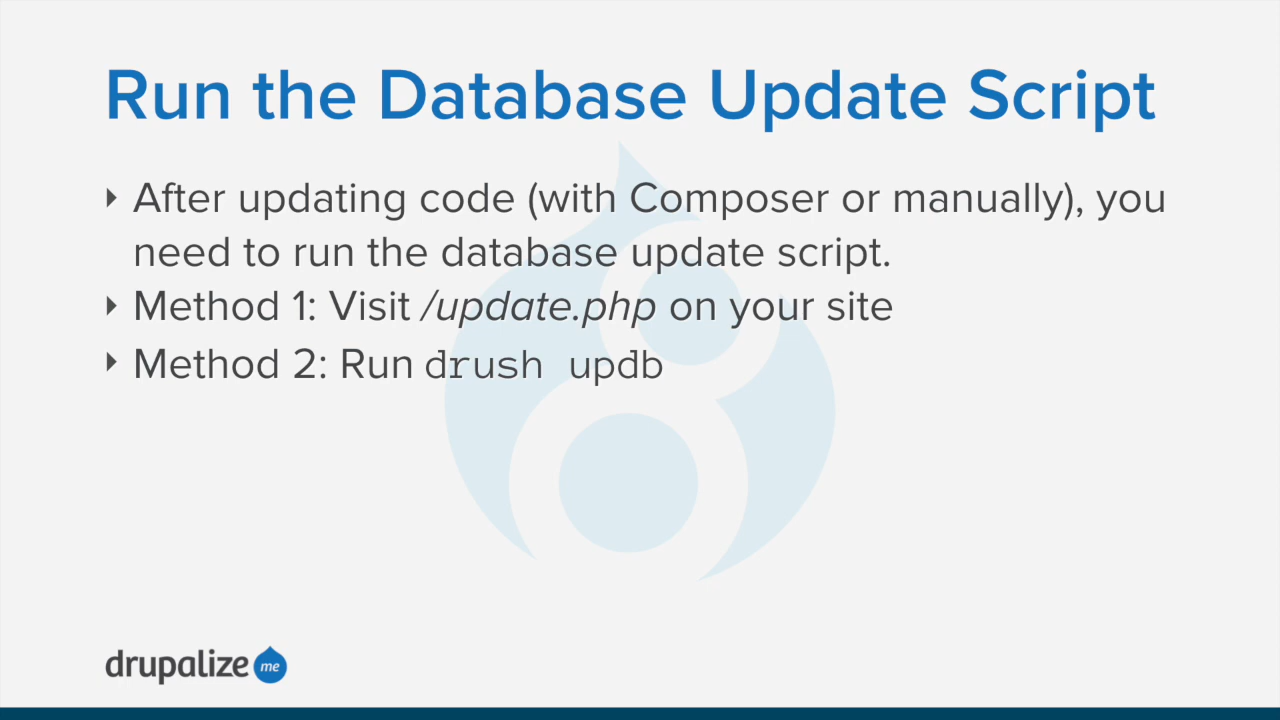 Run the Database Update Script
‣ After updating code (with Composer or manually), you
need to run the database update script.
‣ Method 1: Visit /update.php on your site
‣ Method 2: Run drush updb
drupalize me